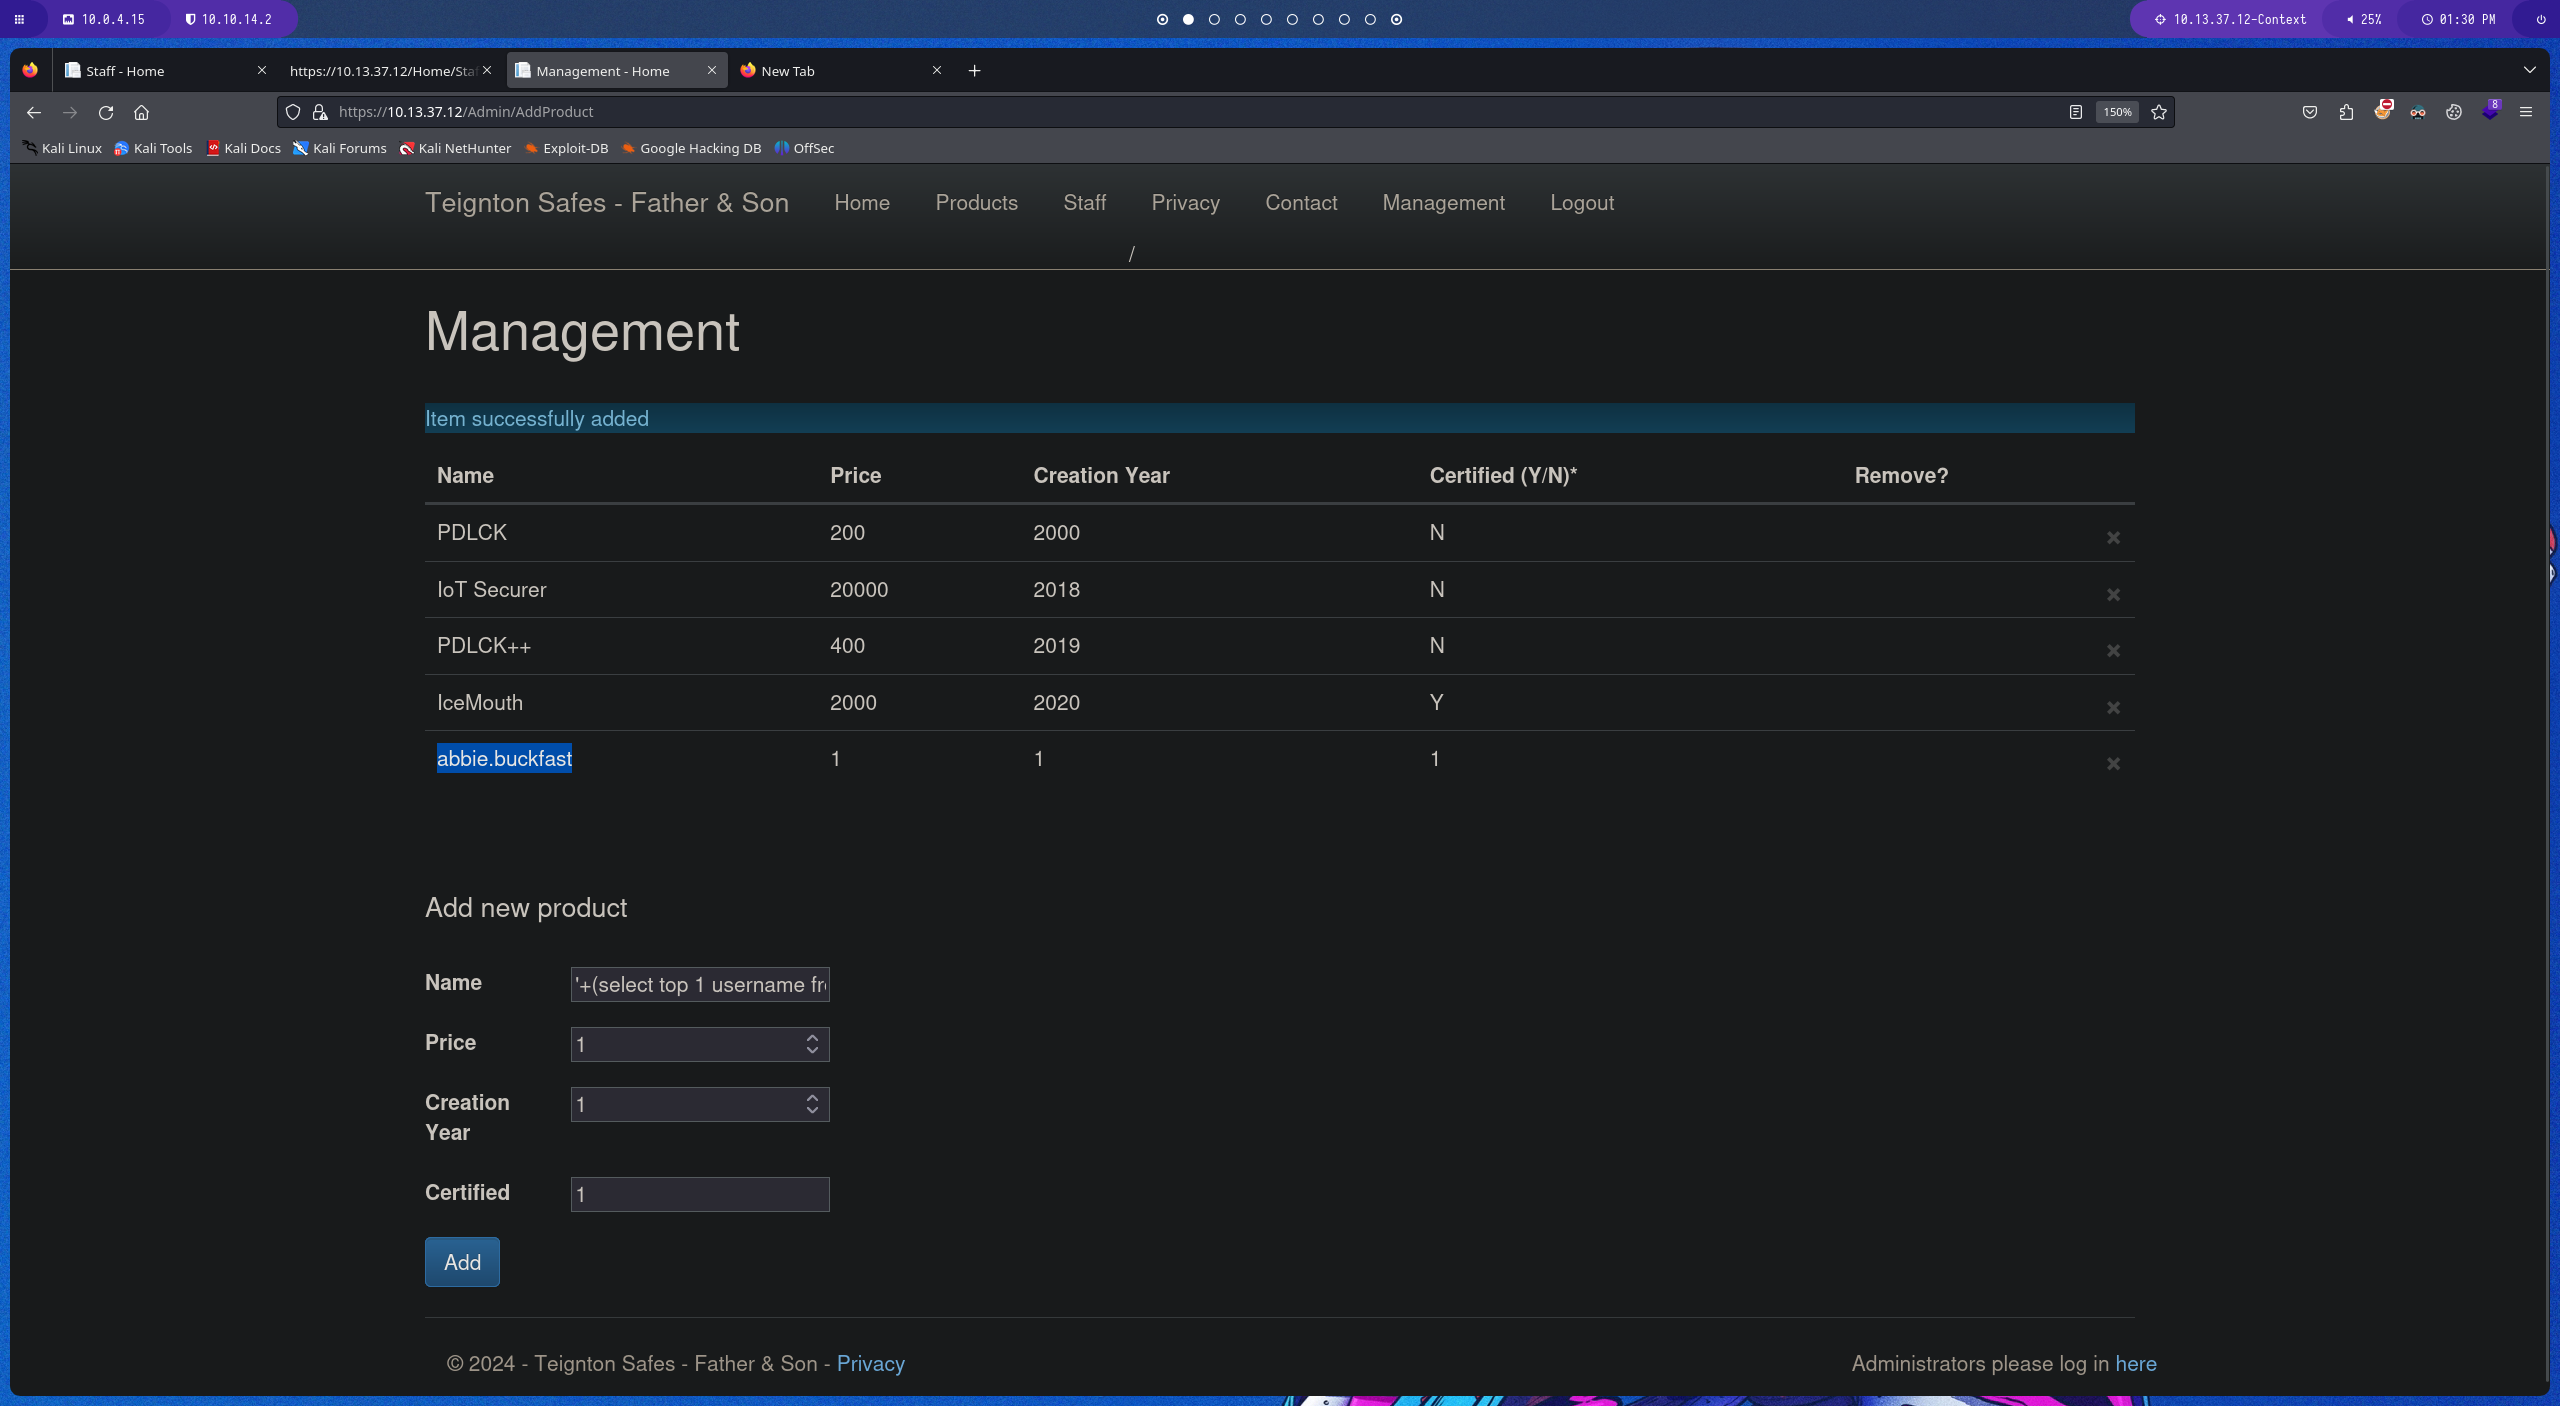 10.0.4.15 10.10.14.2 10.13.37.12-Context 25% 01:30 PM
Staff - Home https://10.13.37.12/Home/Sta Management - Home New Tab
https://10.13.37.12/Admin/AddProduct 150% 8
Kali Linux Kali Tools Kali Docs Kali Forums Kali NetHunter Exploit-DB Google Hacking DB OffSec
Teignton Safes - Father & Son Home Products Staff Privacy Contact Management Logout
/
Management
Item successfully added
Name Price Creation Year Certified (Y/N)* Remove?
PDLCK 200 2000 N
IoT Securer 20000 2018 N
PDLCK++ 400 2019 N
IceMouth 2000 2020 Y
abbie.buckfast 1 1 1
Add new product
Name '+(select top 1 username fr
Price 1
Creation 1
Year
Certified 1
Add
© 2024 - Teignton Safes - Father & Son - Privacy Administrators please log in here